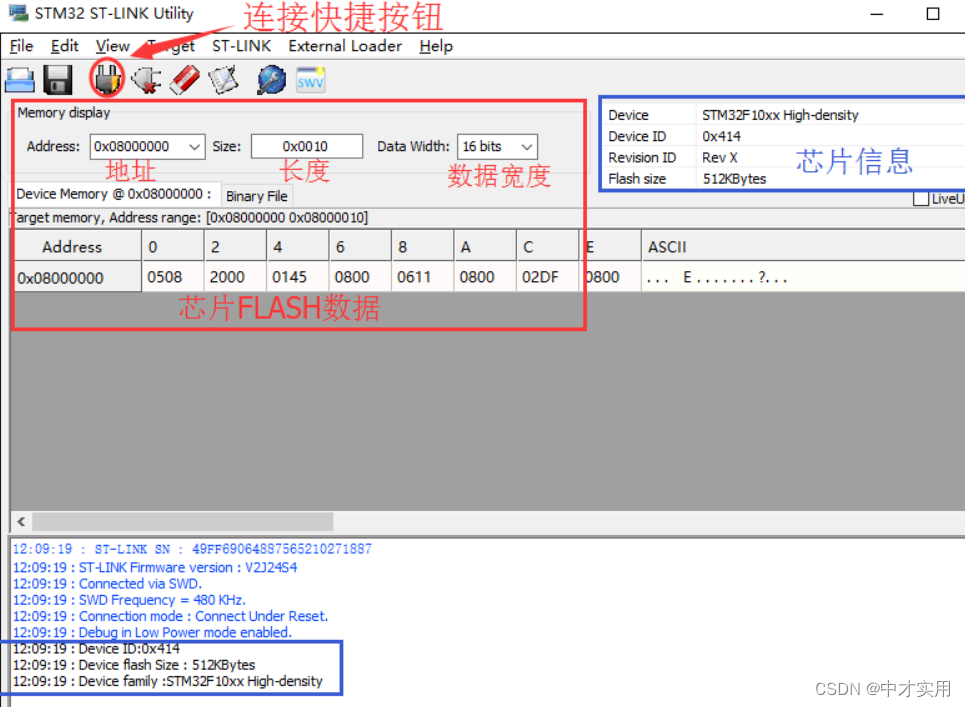 STM32 ST-LINK Utility
连接快捷按钮
File Edit View Target ST-LINK External Loader Help
SWV
Memory display
Address: 0x08000000 Size: 0x0010 Data Width: 16 bits
地址 长度 数据宽度
Device STM32F10xx High-density
Device ID 0x414
Revision ID Rev X
Flash size 512KBytes
芯片信息
LiveU
Device Memory @ 0x08000000 : Binary File
Target memory, Address range: [0x08000000 0x08000010]
Address 0 2 4 6 8 A C E ASCII
0x08000000 0508 2000 0145 0800 0611 0800 02DF 0800 ... E.......?...
芯片FLASH数据
12:09:19 : ST-LINK SN : 49FF69064887565210271887
12:09:19 : ST-LINK Firmware version : V2J24S4
12:09:19 : Connected via SWD.
12:09:19 : SWD Frequency = 480 KHz.
12:09:19 : Connection mode : Connect Under Reset.
12:09:19 : Debug in Low Power mode enabled.
12:09:19 : Device ID:0x414
12:09:19 : Device flash Size : 512KBytes
12:09:19 : Device family :STM32F10xx High-density
CSDN @中才实用